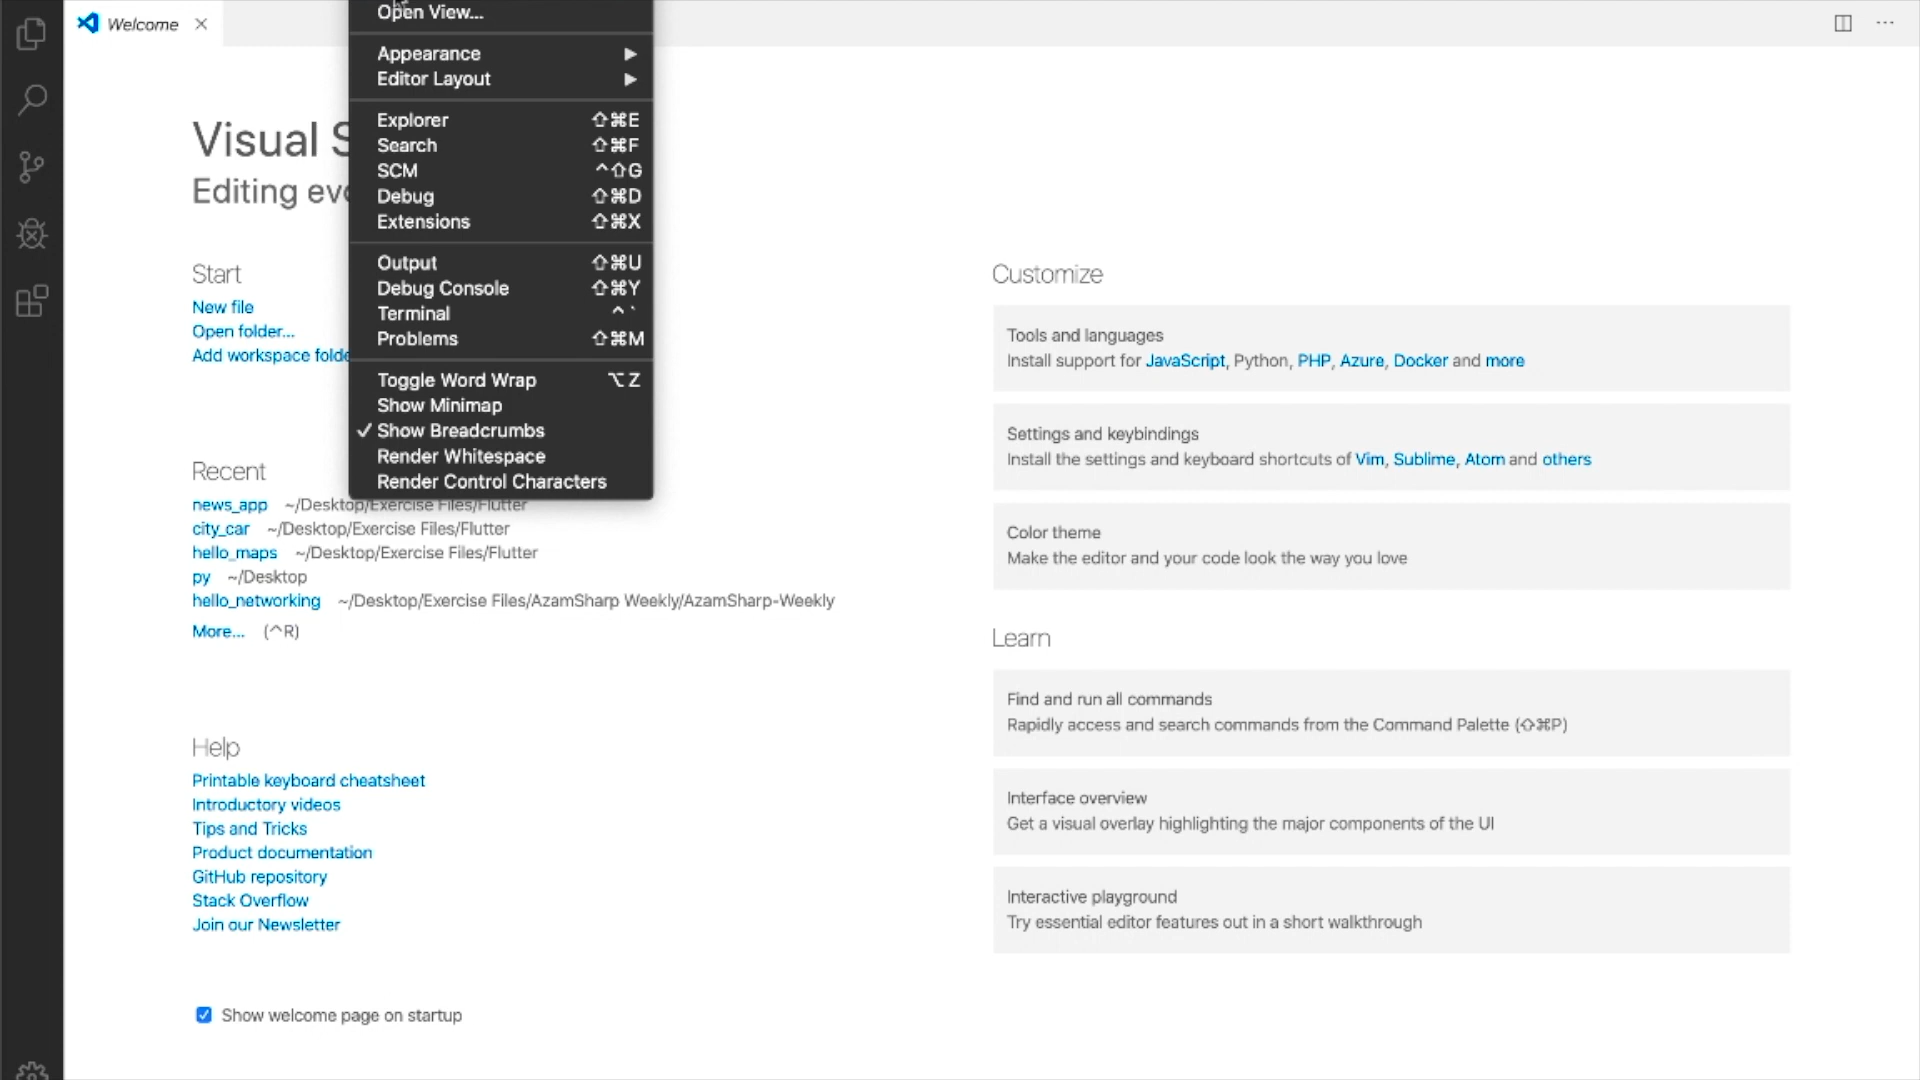 Welcome
Open View...
Appearance
Editor Layout
Explorer ⇧⌘E
Search ⇧⌘F
SCM ^⇧G
Debug ⇧⌘D
Extensions ⇧⌘X
Output ⇧⌘U
Debug Console ⇧⌘Y
Terminal ^`
Problems ⇧⌘M
Toggle Word Wrap ⌥Z
Show Minimap
✓ Show Breadcrumbs
Render Whitespace
Render Control Characters
Visual S
Editing evo
Start
New file
Open folder...
Add workspace folde
Recent
news_app ~/Desktop/Exercise Files/Flutter
city_car ~/Desktop/Exercise Files/Flutter
hello_maps ~/Desktop/Exercise Files/Flutter
py ~/Desktop
hello_networking ~/Desktop/Exercise Files/AzamSharp Weekly/AzamSharp-Weekly
More... (^R)
Help
Printable keyboard cheatsheet
Introductory videos
Tips and Tricks
Product documentation
GitHub repository
Stack Overflow
Join our Newsletter
Show welcome page on startup
Customize
Tools and languages
Install support for JavaScript, Python, PHP, Azure, Docker and more
Settings and keybindings
Install the settings and keyboard shortcuts of Vim, Sublime, Atom and others
Color theme
Make the editor and your code look the way you love
Learn
Find and run all commands
Rapidly access and search commands from the Command Palette (⇧⌘P)
Interface overview
Get a visual overlay highlighting the major components of the UI
Interactive playground
Try essential editor features out in a short walkthrough